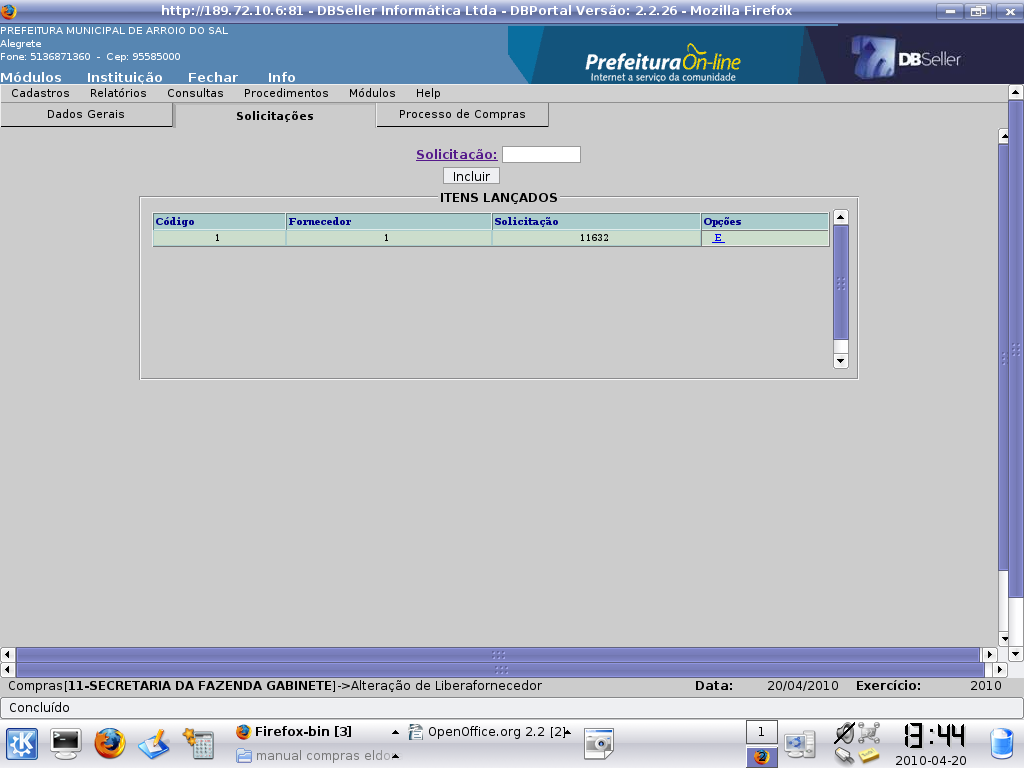 http://189.72.10.6:81 - DBSeller Informática Ltda - DBPortal Versão: 2.2.26 - Mozilla Firefox
PREFEITURA MUNICIPAL DE ARROIO DO SAL
Alegrete
Fone: 5136871360 - Cep: 95585000
Módulos Instituição Fechar Info
PrefeituraOn-line
Internet a serviço da comunidade
DBSeller
Cadastros Relatórios Consultas Procedimentos Módulos Help
Dados Gerais Solicitações Processo de Compras
Solicitação:
Incluir
ITENS LANÇADOS
Código Fornecedor Solicitação Opções
1 1 11632 E
Compras[11-SECRETARIA DA FAZENDA GABINETE]->Alteração de Liberafornecedor Data: 20/04/2010 Exercício: 2010
Concluído
Firefox-bin [3] OpenOffice.org 2.2 [2]
manual compras eldo
1
13:44
2010-04-20